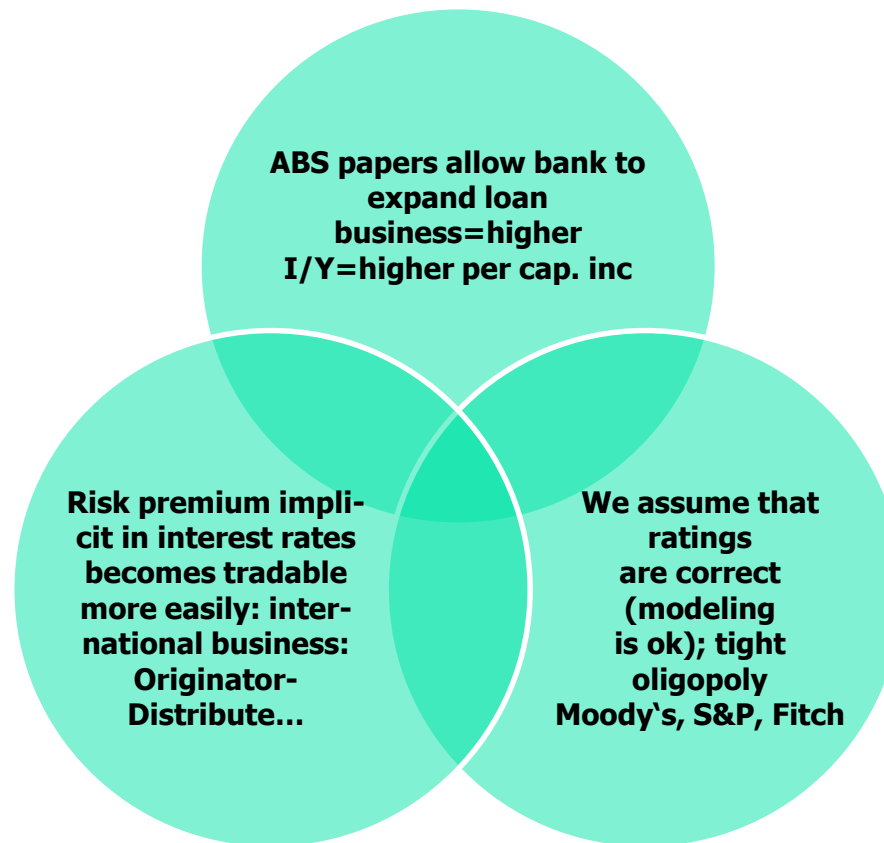 ABS papers allow bank to
expand loan
business=higher
I/Y=higher per cap. inc
Risk premium impli-
cit in interest rates
becomes tradable
more easily: inter-
national business:
Originator-
Distribute...
We assume that
ratings
are correct
(modeling
is ok); tight
oligopoly
Moody‘s, S&P, Fitch